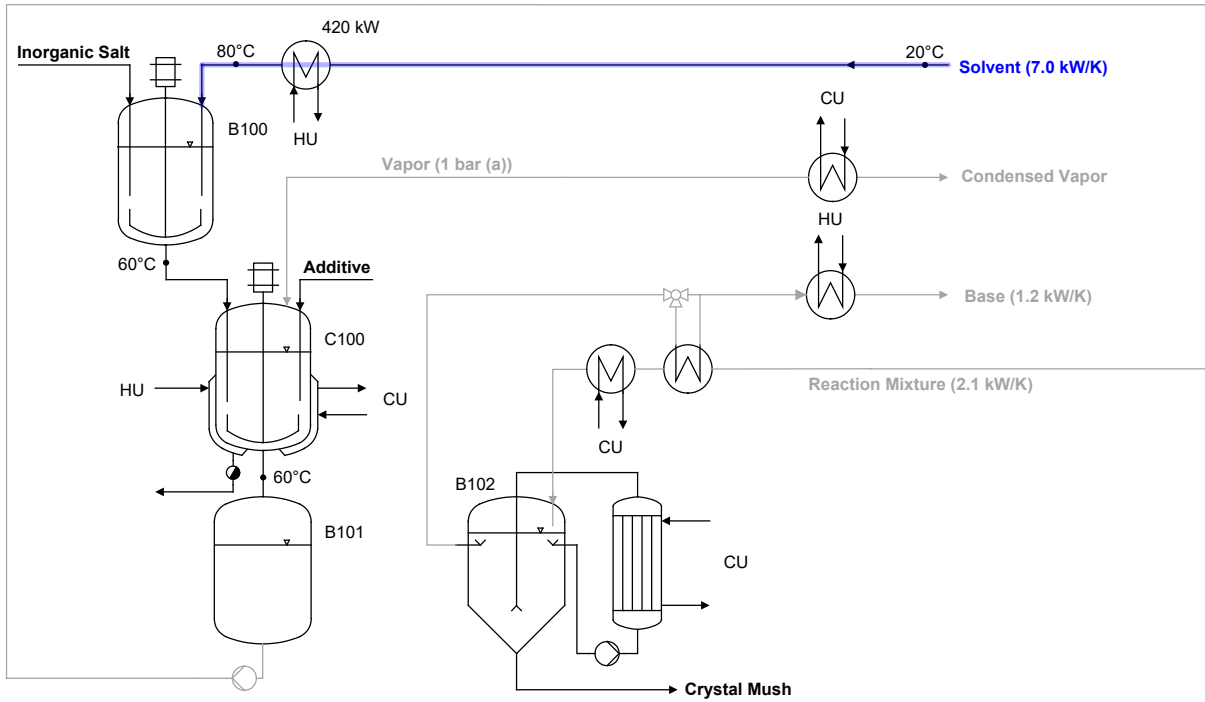 420 kW
Inorganic Salt
80°C
20°C
Solvent (7.0 kW/K)
HU
CU
B100
Vapor (1 bar (a))
Condensed Vapor
HU
60°C
Additive
Base (1.2 kW/K)
C100
HU
CU
Reaction Mixture (2.1 kW/K)
CU
60°C
B102
B101
CU
Crystal Mush